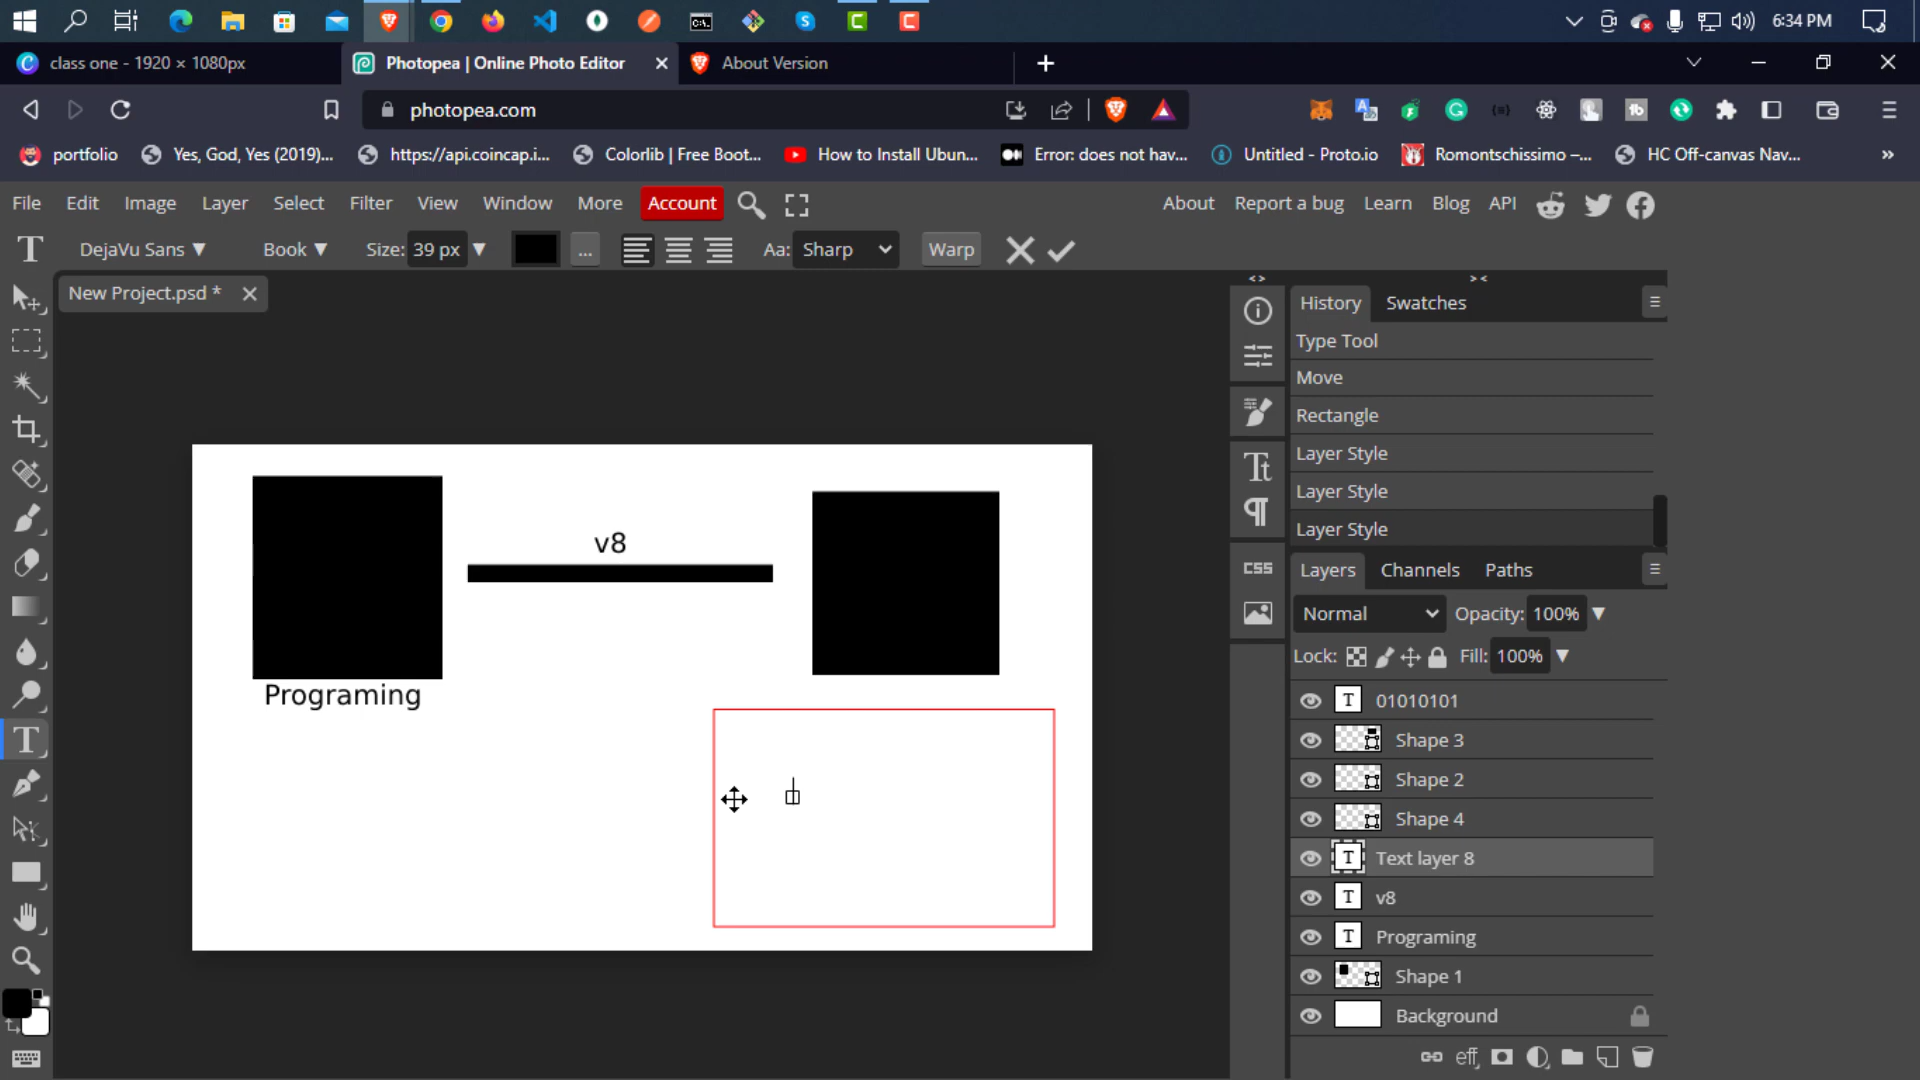 6:34 PM
class one - 1920 × 1080px
Photopea | Online Photo Editor
About Version
photopea.com
portfolio
Yes, God, Yes (2019)...
https://api.coincap.i...
Colorlib | Free Boot...
How to Install Ubun...
Error: does not hav...
Untitled - Proto.io
Romontschissimo –...
HC Off-canvas Nav...
»
File Edit Image Layer Select Filter View Window More Account
About Report a bug Learn Blog API
DejaVu Sans Book Size: 39 px ... Aa: Sharp Warp
New Project.psd *
History Swatches
Type Tool
Move
Rectangle
Layer Style
Layer Style
Layer Style
CSS
Layers Channels Paths
Normal Opacity: 100%
Lock: Fill: 100%
01010101
Shape 3
Shape 2
Shape 4
Text layer 8
v8
Programing
Shape 1
Background
eff
v8
Programing